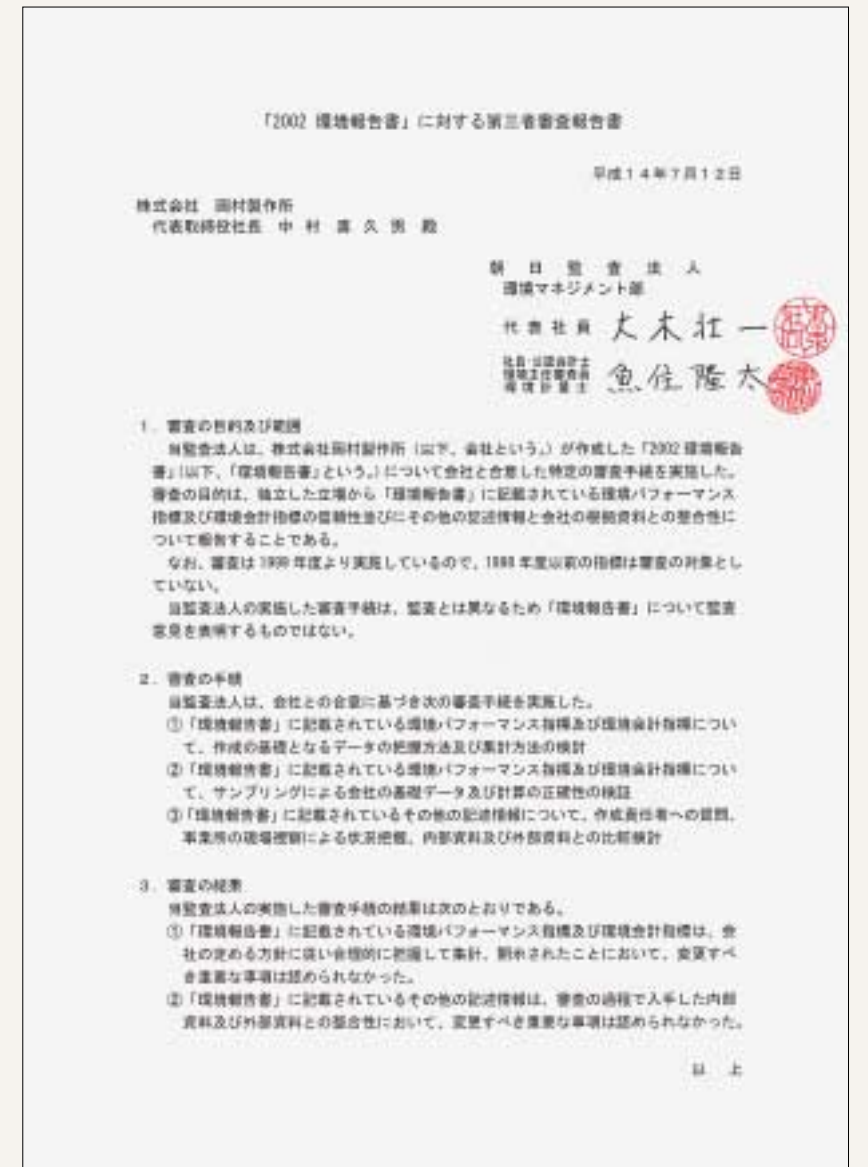 「2002 環境報告書」に対する第三者審査報告書
平成14年7月12日
株式会社 岡村製作所
代表取締役社長 中 村 喜 久 男 殿
朝 日 監 査 法 人
環境マネジメント部
代 表 社 員 大木壮一
社員・公認会計士
環境主任審査員
環 境 計 量 士 魚住隆太
1．審査の目的及び範囲
当監査法人は、株式会社岡村製作所（以下、会社という。）が作成した「2002 環境報告
書」（以下、「環境報告書」という。）について会社と合意した特定の審査手続を実施した。
審査の目的は、独立した立場から「環境報告書」に記載されている環境パフォーマンス
指標及び環境会計指標の信頼性並びにその他の記述情報と会社の根拠資料との整合性に
ついて報告することである。
なお、審査は 1999 年度より実施しているので、1998 年度以前の指標は審査の対象とし
ていない。
当監査法人の実施した審査手続は、監査とは異なるため「環境報告書」について監査
意見を表明するものではない。
2．審査の手続
当監査法人は、会社との合意に基づき次の審査手続を実施した。
①「環境報告書」に記載されている環境パフォーマンス指標及び環境会計指標につい
て、作成の基礎となるデータの把握方法及び集計方法の検討
②「環境報告書」に記載されている環境パフォーマンス指標及び環境会計指標につい
て、サンプリングによる会社の基礎データ及び計算の正確性の検証
③「環境報告書」に記載されているその他の記述情報について、作成責任者への質問、
事業所の現場視察による状況把握、内部資料及び外部資料との比較検討
3．審査の結果
当監査法人の実施した審査手続の結果は次のとおりである。
①「環境報告書」に記載されている環境パフォーマンス指標及び環境会計指標は、会
社の定める方針に従い合理的に把握して集計、開示されたことにおいて、変更すべ
き重要な事項は認められなかった。
②「環境報告書」に記載されているその他の記述情報は、審査の過程で入手した内部
資料及び外部資料との整合性において、変更すべき重要な事項は認められなかった。
以 上